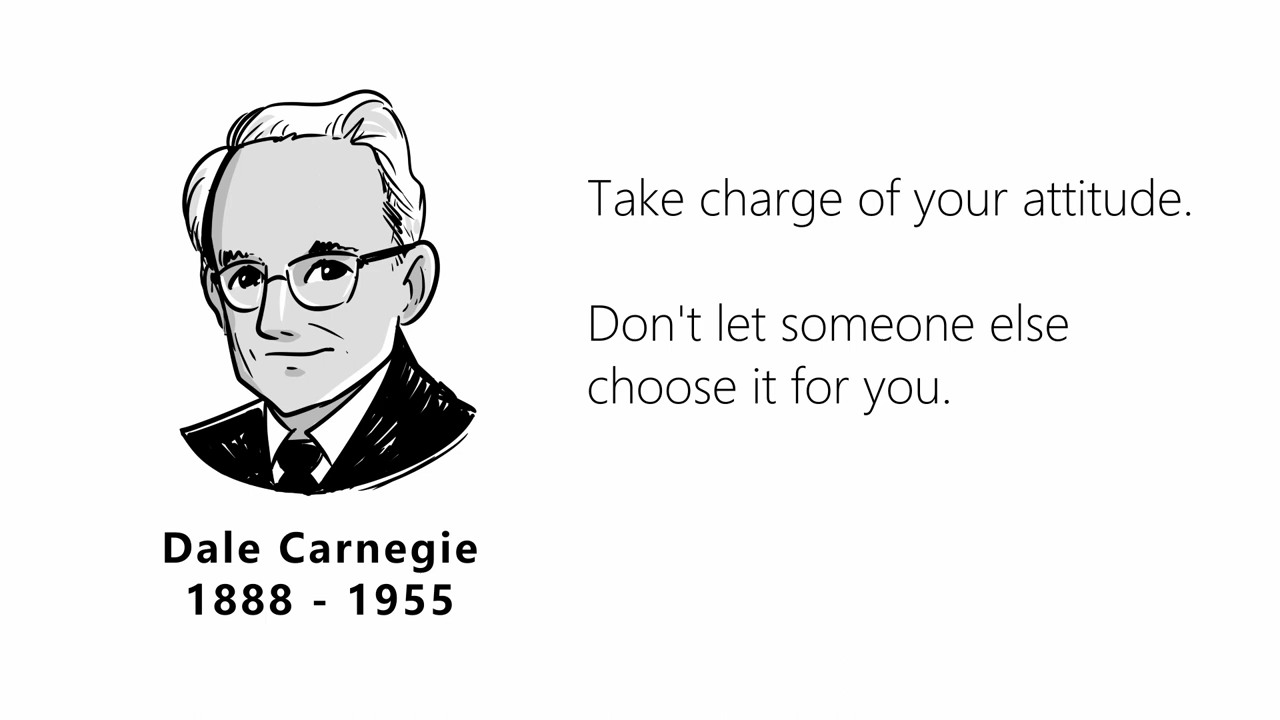 Take charge of your attitude.
Don't let someone else
choose it for you.
Dale Carnegie
1888 - 1955